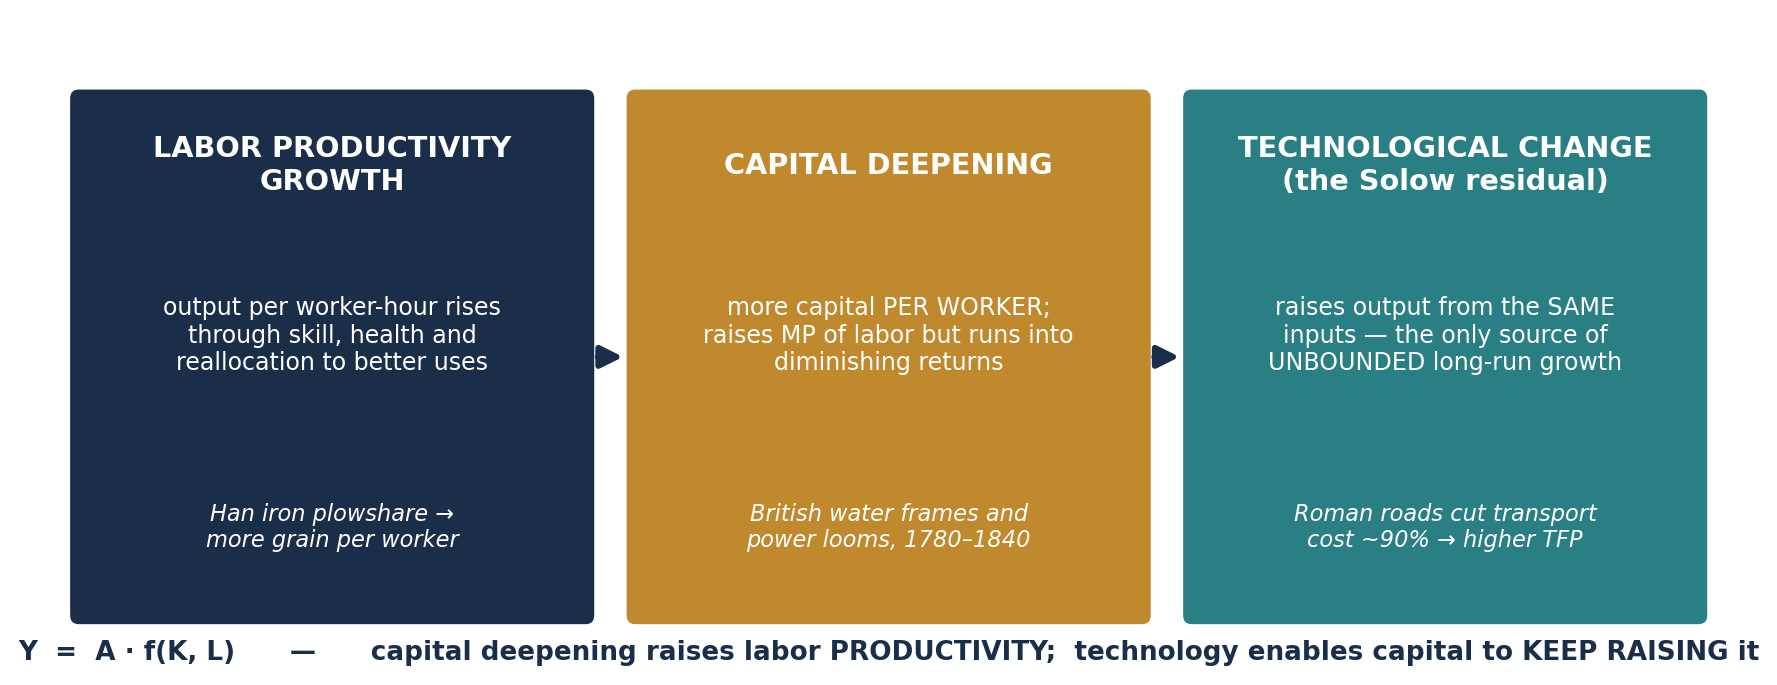 LABOR PRODUCTIVITY
GROWTH
output per worker-hour rises
through skill, health and
reallocation to better uses
Han iron plowshare →
more grain per worker
CAPITAL DEEPENING
more capital PER WORKER;
raises MP of labor but runs into
diminishing returns
British water frames and
power looms, 1780–1840
TECHNOLOGICAL CHANGE
(the Solow residual)
raises output from the SAME
inputs — the only source of
UNBOUNDED long-run growth
Roman roads cut transport
cost ~90% → higher TFP
Y = A · f(K, L) — capital deepening raises labor PRODUCTIVITY; technology enables capital to KEEP RAISING it